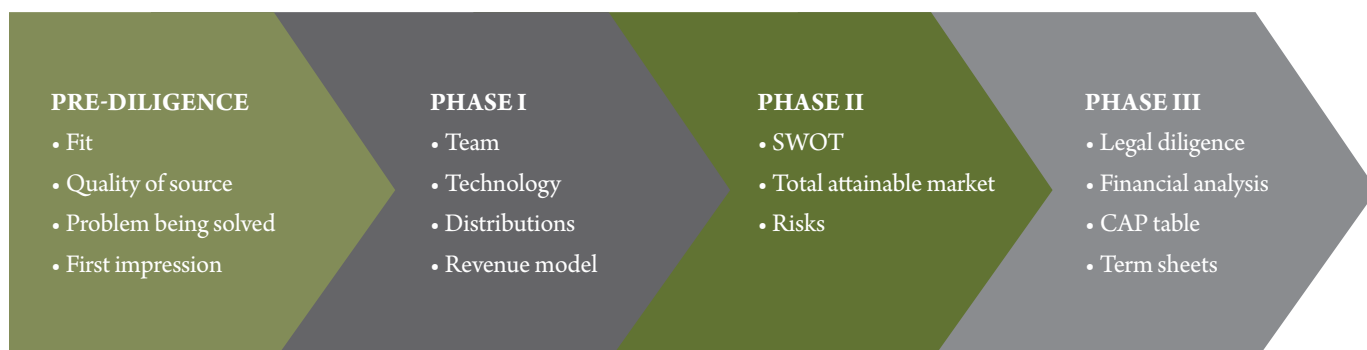 PRE-DILIGENCE
• Fit
• Quality of source
• Problem being solved
• First impression
PHASE I
• Team
• Technology
• Distributions
• Revenue model
PHASE II
• SWOT
• Total attainable market
• Risks
PHASE III
• Legal diligence
• Financial analysis
• CAP table
• Term sheets